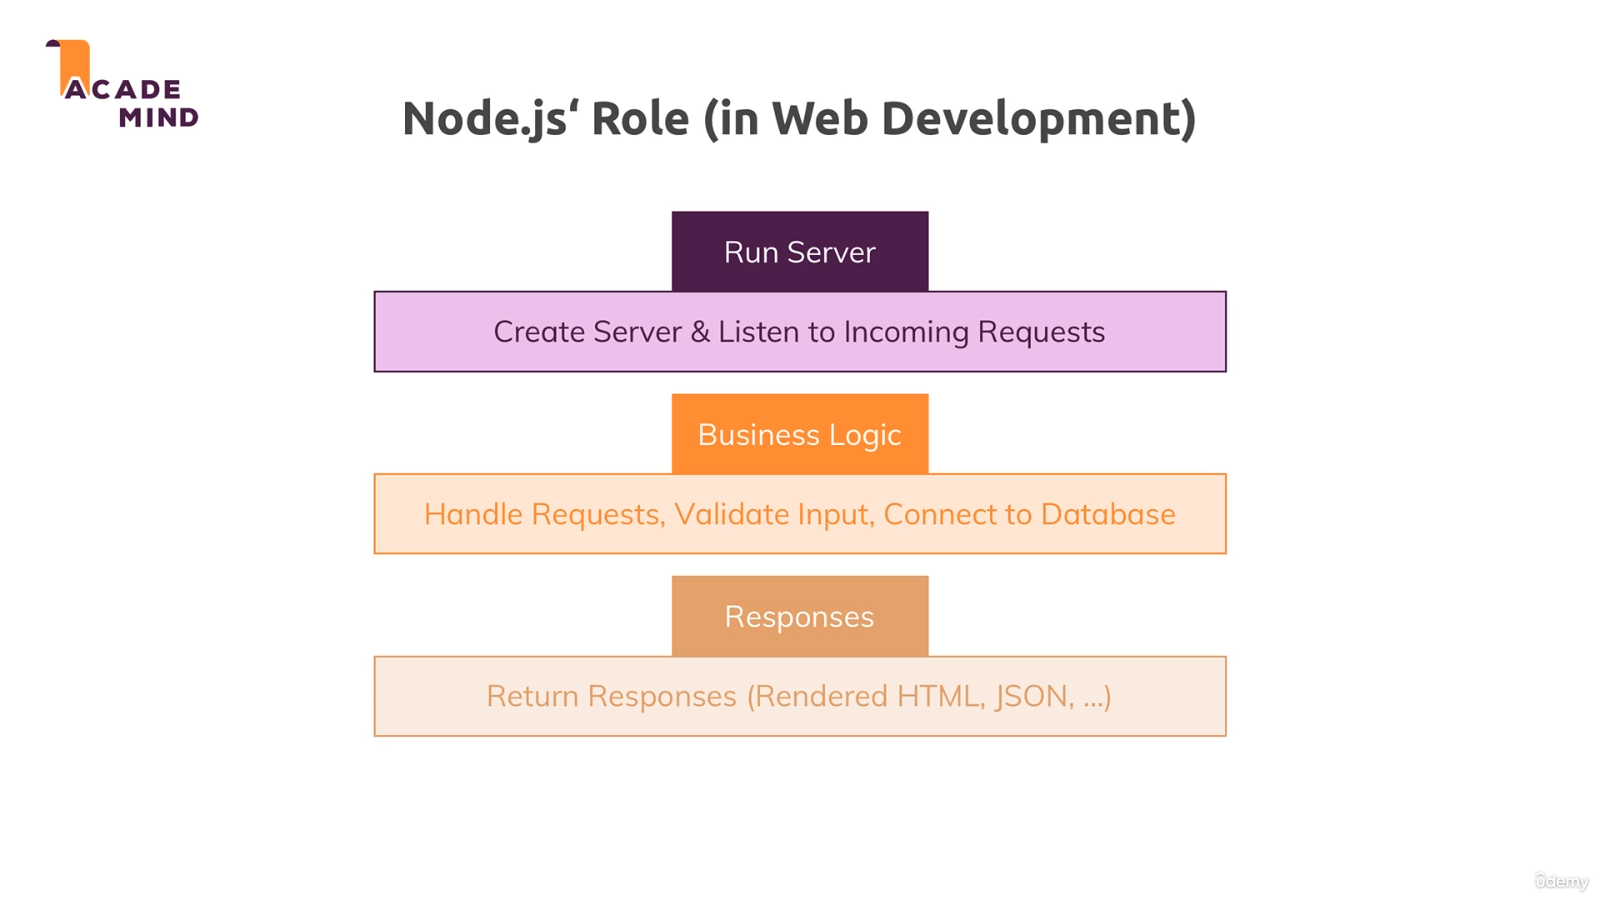 ACADE
MIND
Node.js‘ Role (in Web Development)
Run Server
Create Server & Listen to Incoming Requests
Business Logic
Handle Requests, Validate Input, Connect to Database
Responses
Return Responses (Rendered HTML, JSON, ...)
ûdemy